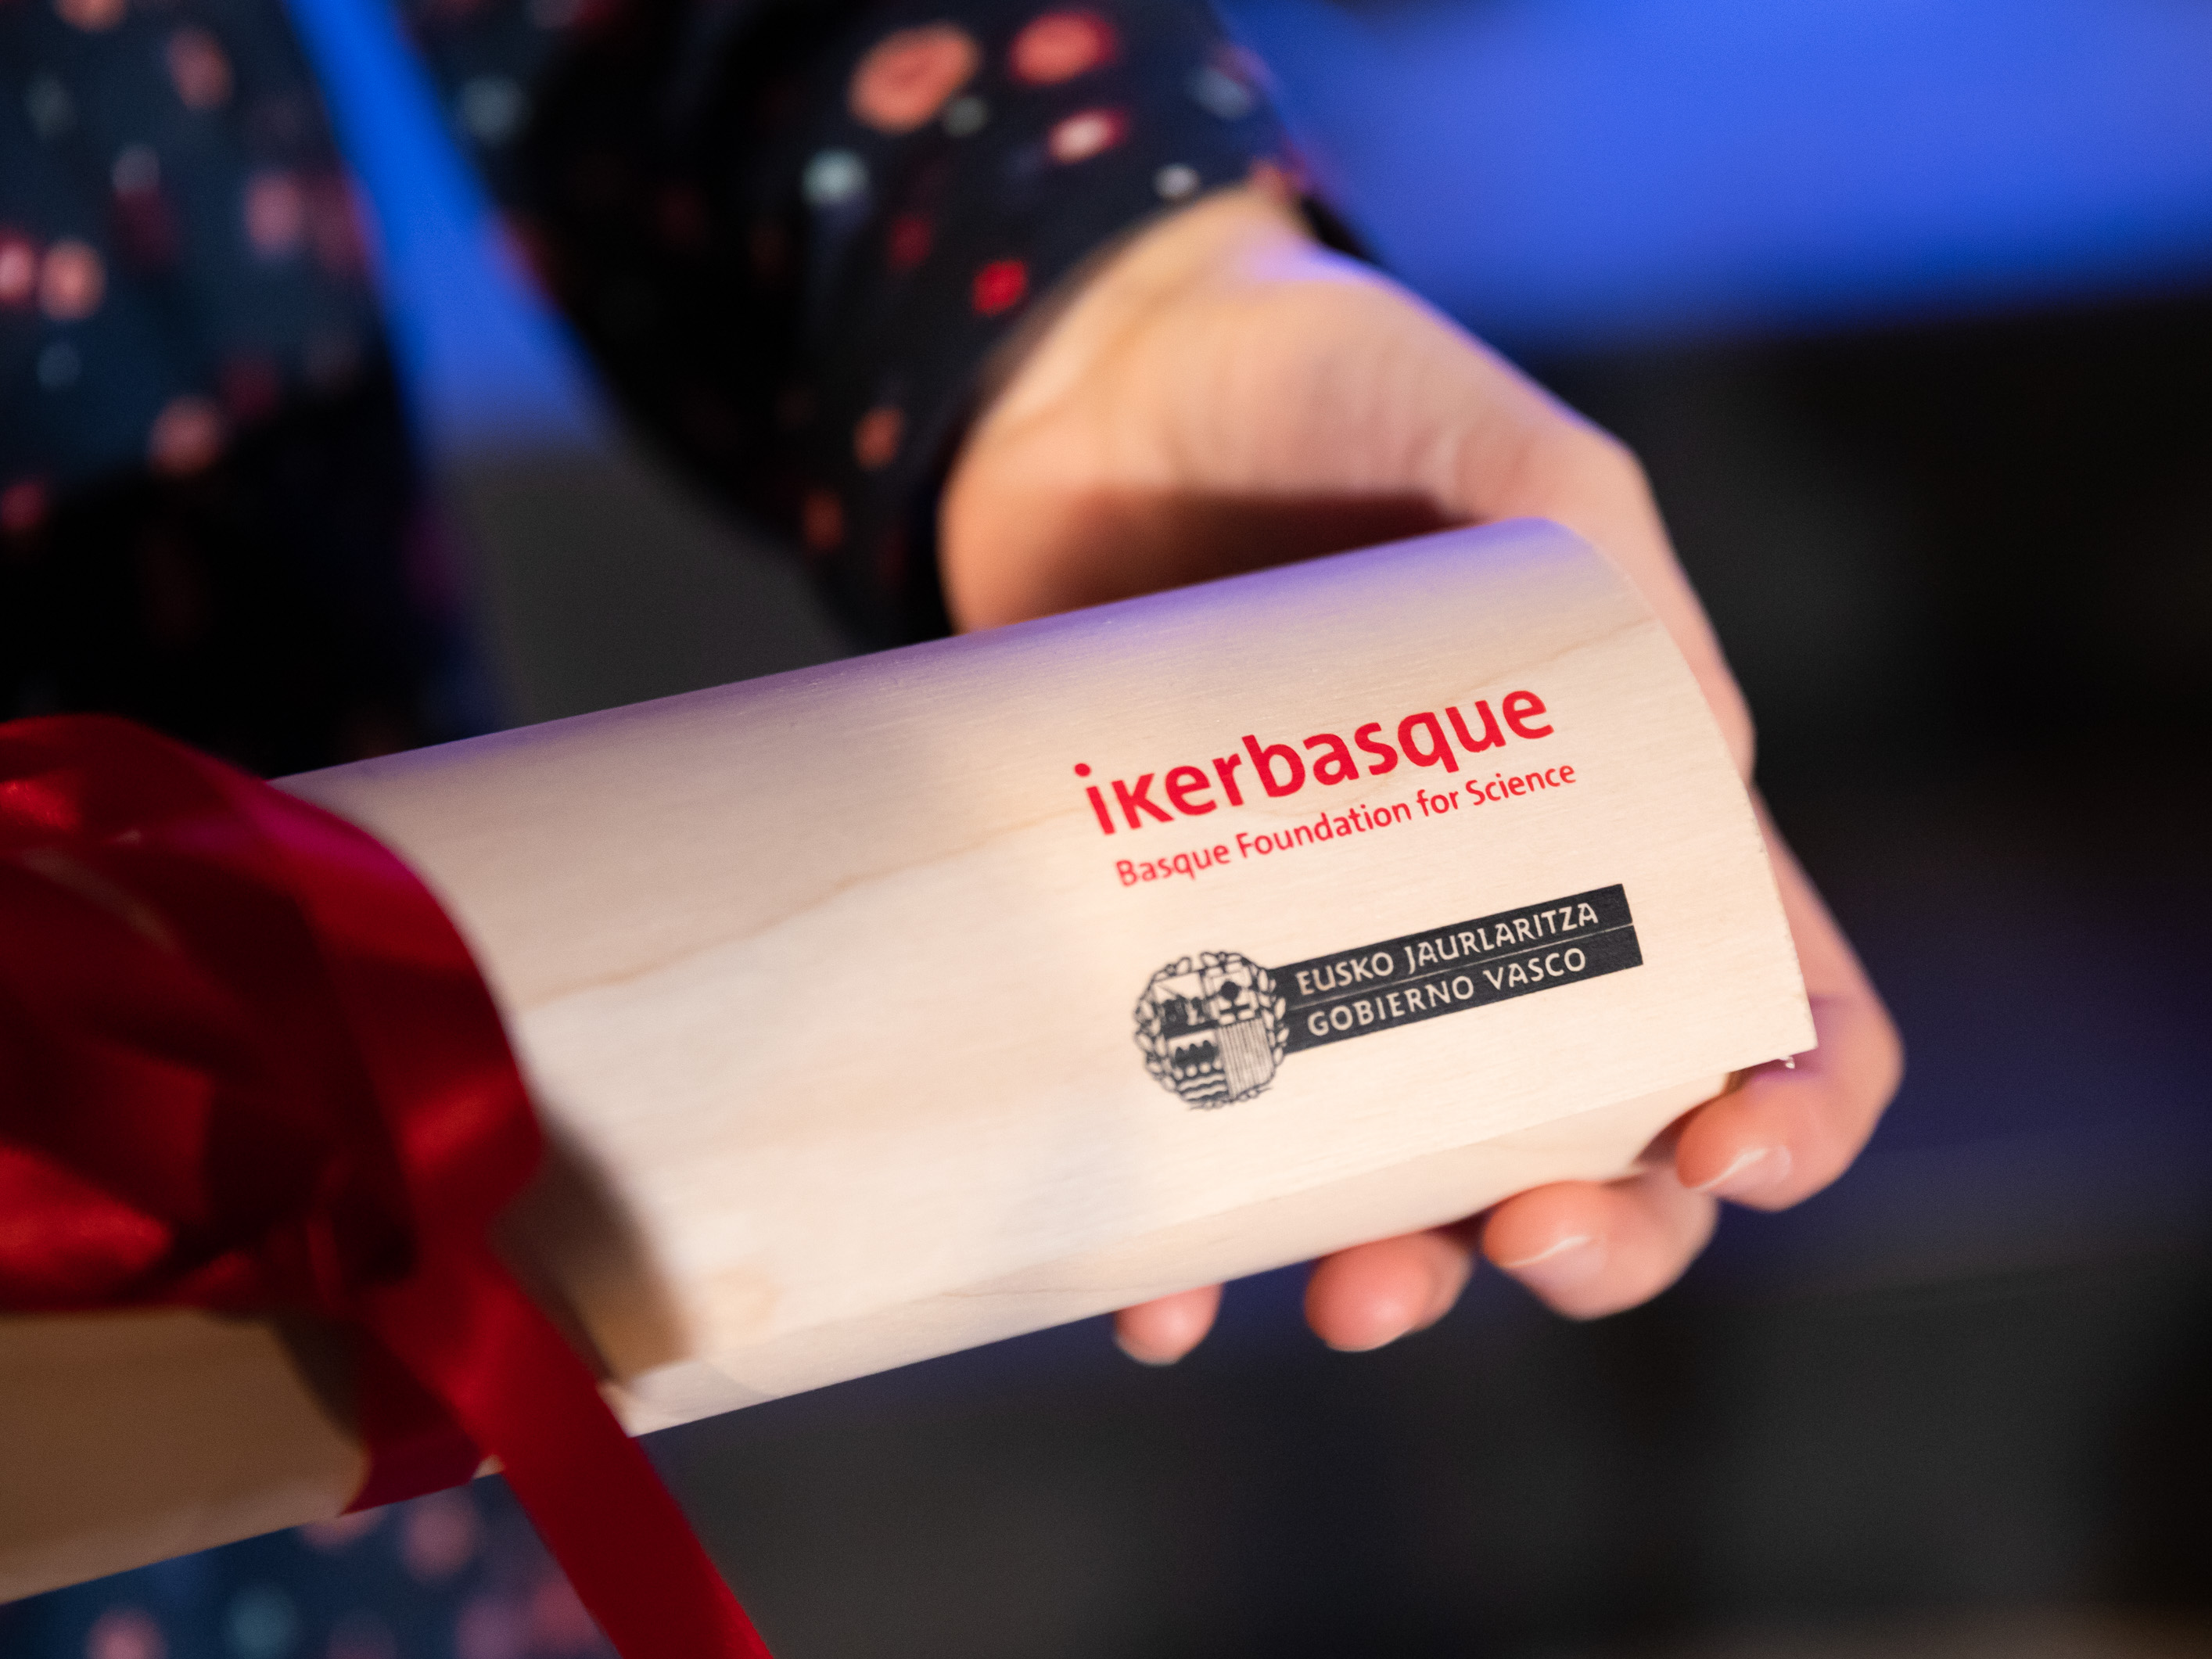 ikerbasque
Basque Foundation for Science
EUSKO JAURLARITZA
GOBIERNO VASCO